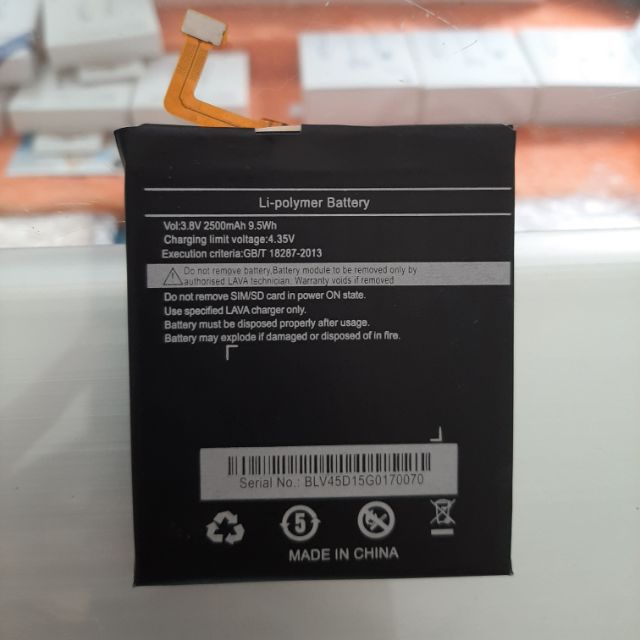 Li-polymer Battery
Vol:3.8V 2500mAh 9.5Wh
Charging limit voltage:4.35V
Execution criteria:GB/T 18287-2013
Do not remove battery,Battery module to be removed only by
authorised LAVA technician; Warranty voids if removed
Do not remove SIM/SD card in power ON state.
Use specified LAVA charger only.
Battery must be disposed properly after usage.
Battery may explode if damaged or disposed of in fire.
Serial No.: BLV45D15G0170070
5
MADE IN CHINA